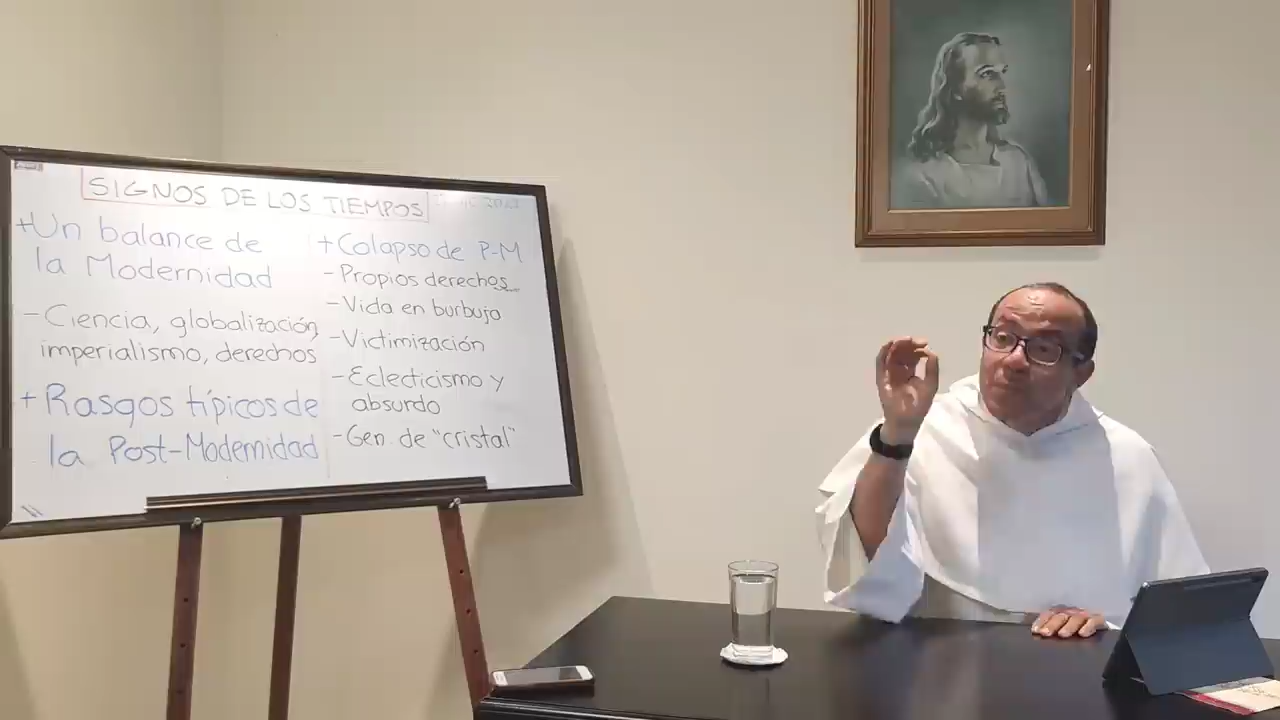 SIGNOS DE LOS TIEMPOS
+Un balance de
la Modernidad
- Ciencia, globalización,
imperialismo, derechos
+ Rasgos típicos de
la Post-Modernidad
+Colapso de P-M
- Propios derechos
- Vida en burbuja
- Victimización
- Eclecticismo y
absurdo
- Gen de "cristal"